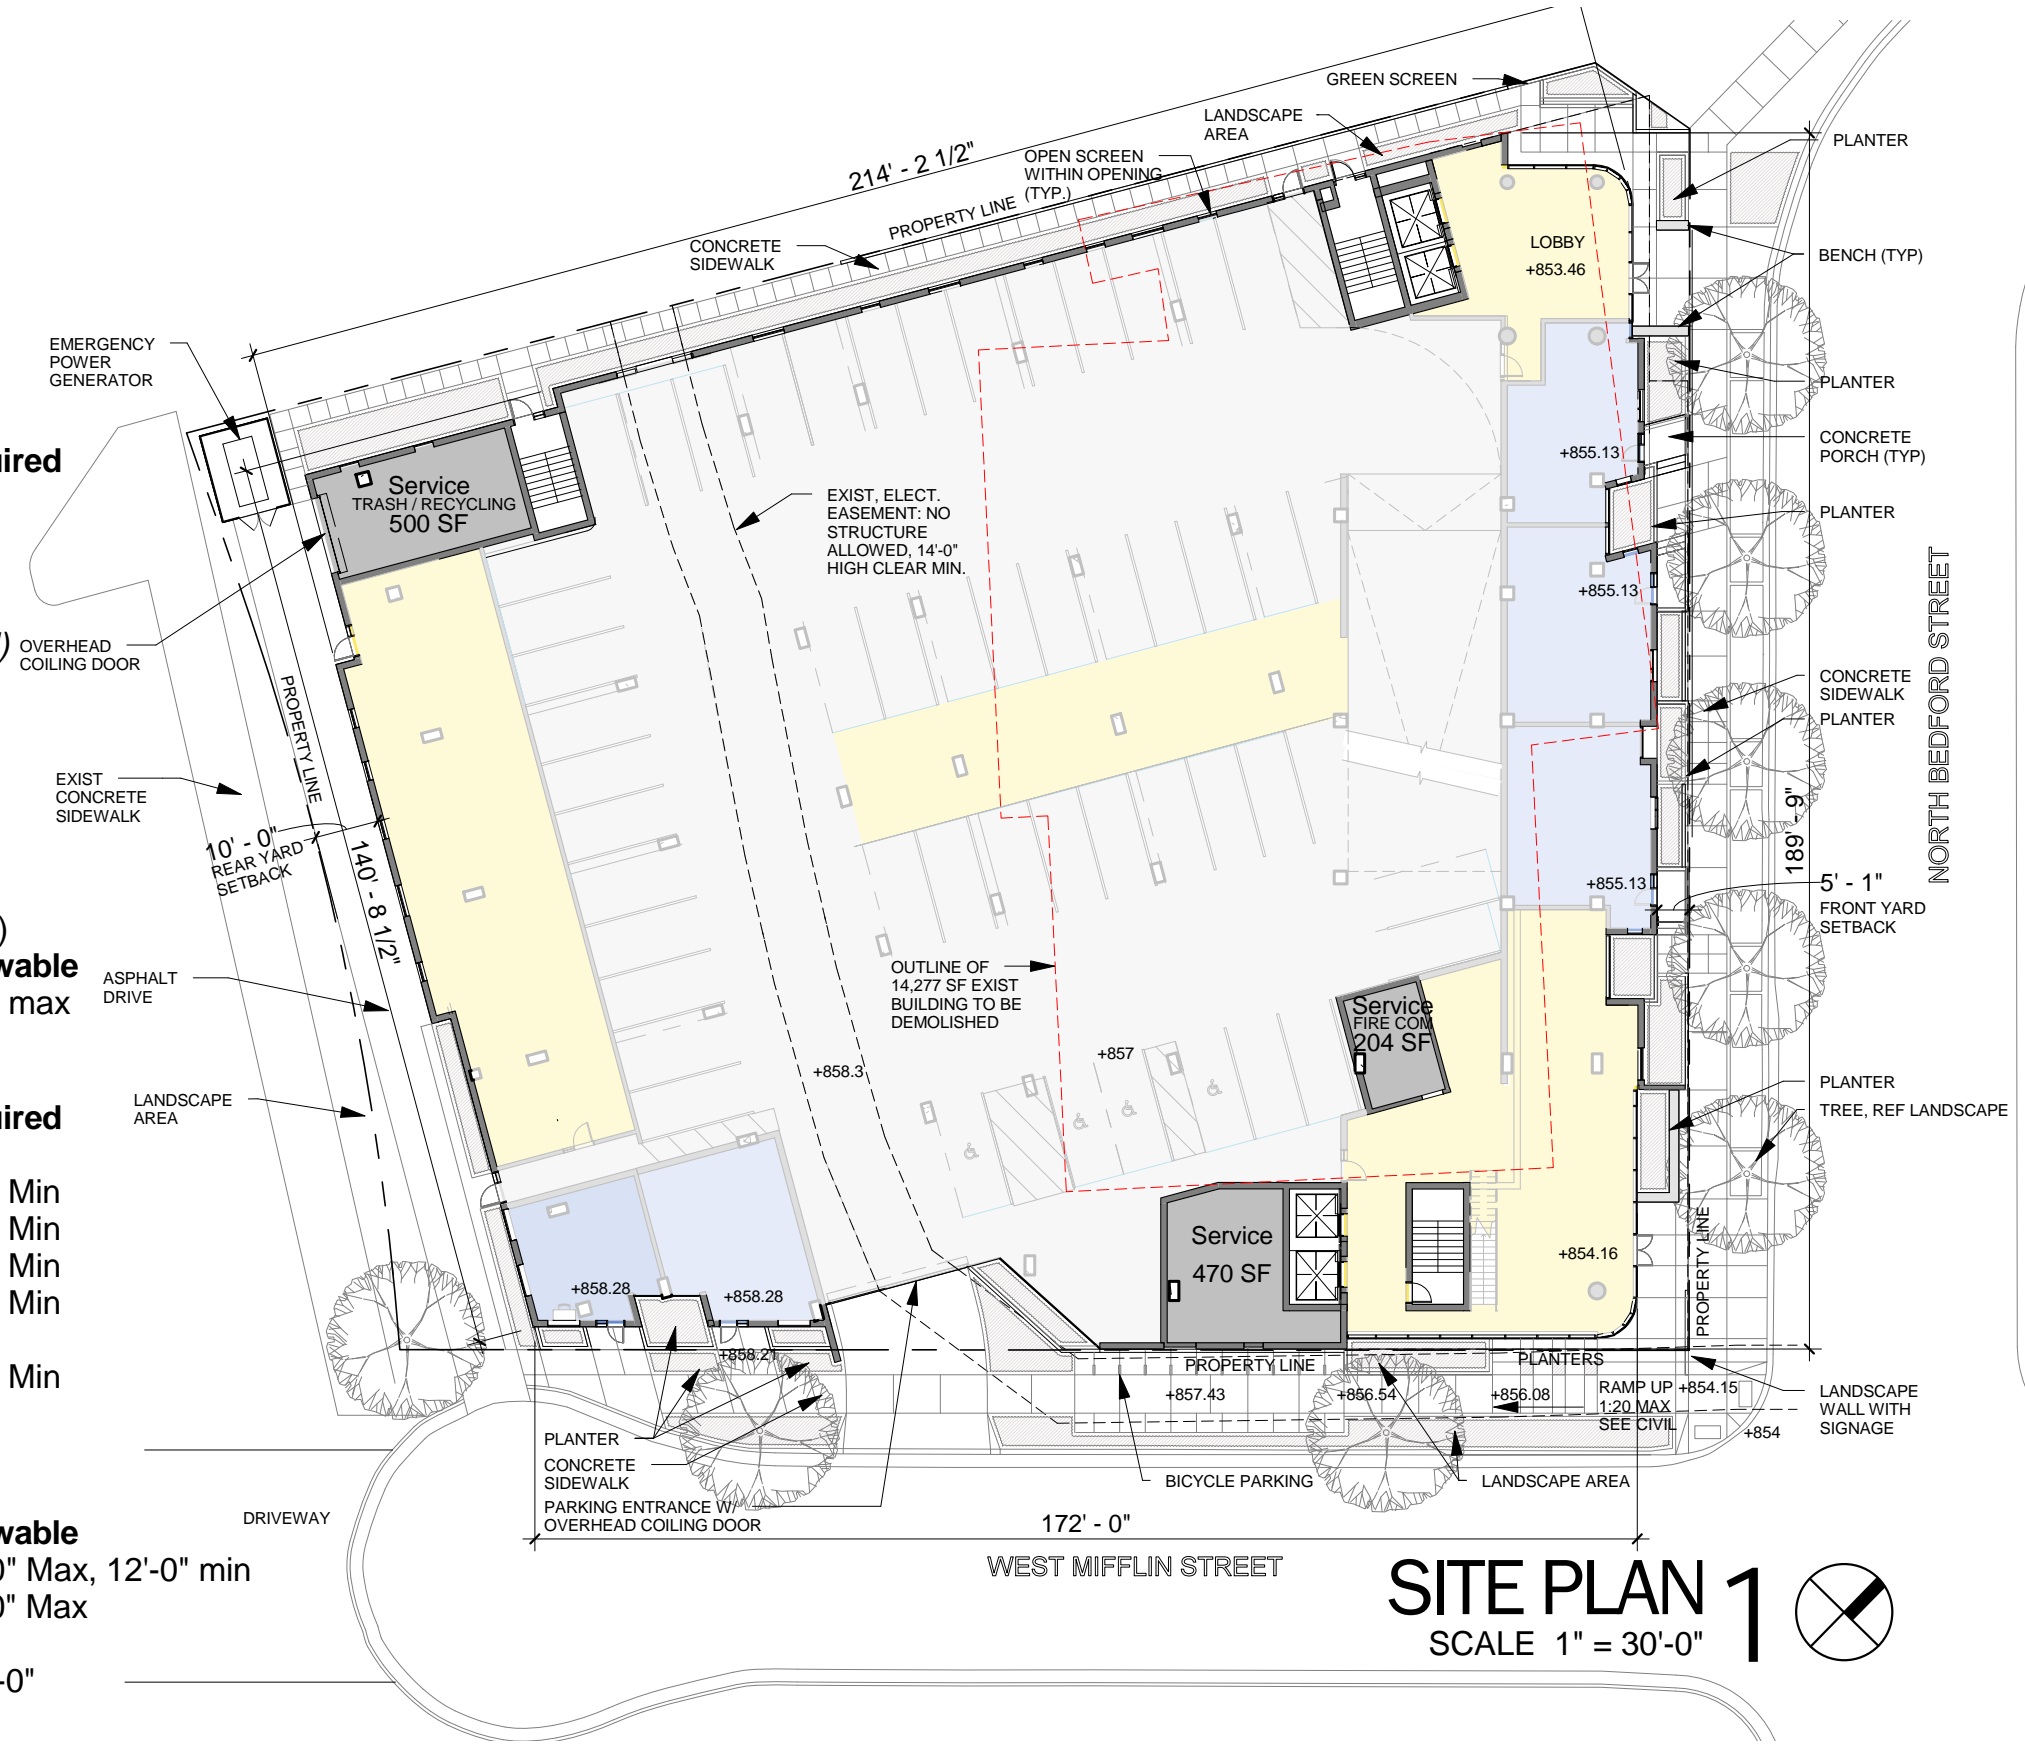 GREEN SCREEN
LANDSCAPE
AREA
OPEN SCREEN
WITHIN OPENING
(TYP.)
214' - 2 1/2"
PROPERTY LINE
CONCRETE
SIDEWALK
PLANTER
LOBBY
+853.46
BENCH (TYP)
EMERGENCY
POWER
GENERATOR
PLANTER
+855.13
CONCRETE
PORCH (TYP)
Service
TRASH / RECYCLING
500 SF
EXIST, ELECT.
EASEMENT: NO
STRUCTURE
ALLOWED, 14'-0"
HIGH CLEAR MIN.
PLANTER
+855.13
NORTH BEDFORD STREET
OVERHEAD
COILING DOOR
PROPERTY LINE
CONCRETE
SIDEWALK
PLANTER
EXIST
CONCRETE
SIDEWALK
10' - 0"
REAR YARD
SETBACK
140' - 8 1/2"
189' - 9"
+855.13
5' - 1"
FRONT YARD
SETBACK
wable
max
ASPHALT
DRIVE
OUTLINE OF
14,277 SF EXIST
BUILDING TO BE
DEMOLISHED
Service
FIRE COM
204 SF
+857
+858.3
LANDSCAPE
AREA
uired
uired
)
)
PLANTER
TREE, REF LANDSCAPE
Min
Min
Min
Min
Min
Service
470 SF
+854.16
PROPERTY LINE
+858.28
+858.28
+858.21
PROPERTY LINE
PLANTERS
+857.43
+856.54
+856.08
RAMP UP
1:20 MAX
SEE CIVIL
+854.15
+854
LANDSCAPE
WALL WITH
SIGNAGE
PLANTER
CONCRETE
SIDEWALK
PARKING ENTRANCE W/
OVERHEAD COILING DOOR
BICYCLE PARKING
LANDSCAPE AREA
DRIVEWAY
172' - 0"
WEST MIFFLIN STREET
wable
0" Max, 12'-0" min
0" Max
-0"
SITE PLAN 1
SCALE 1" = 30'-0"